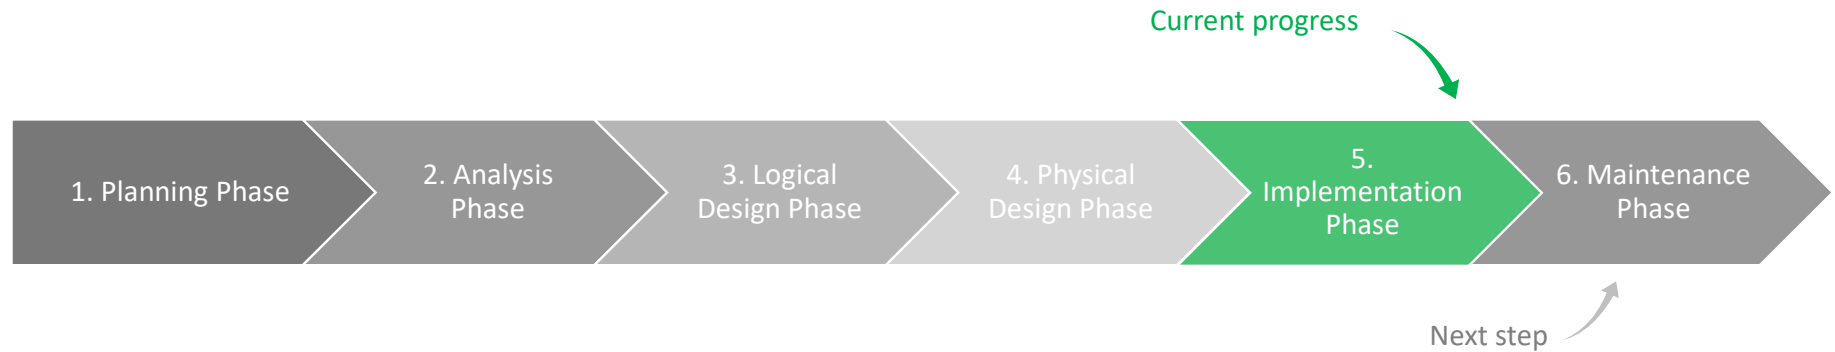 Current progress
1. Planning Phase
2. Analysis
Phase
3. Logical
Design Phase
4. Physical
Design Phase
5.
Implementation
Phase
6. Maintenance
Phase
Next step